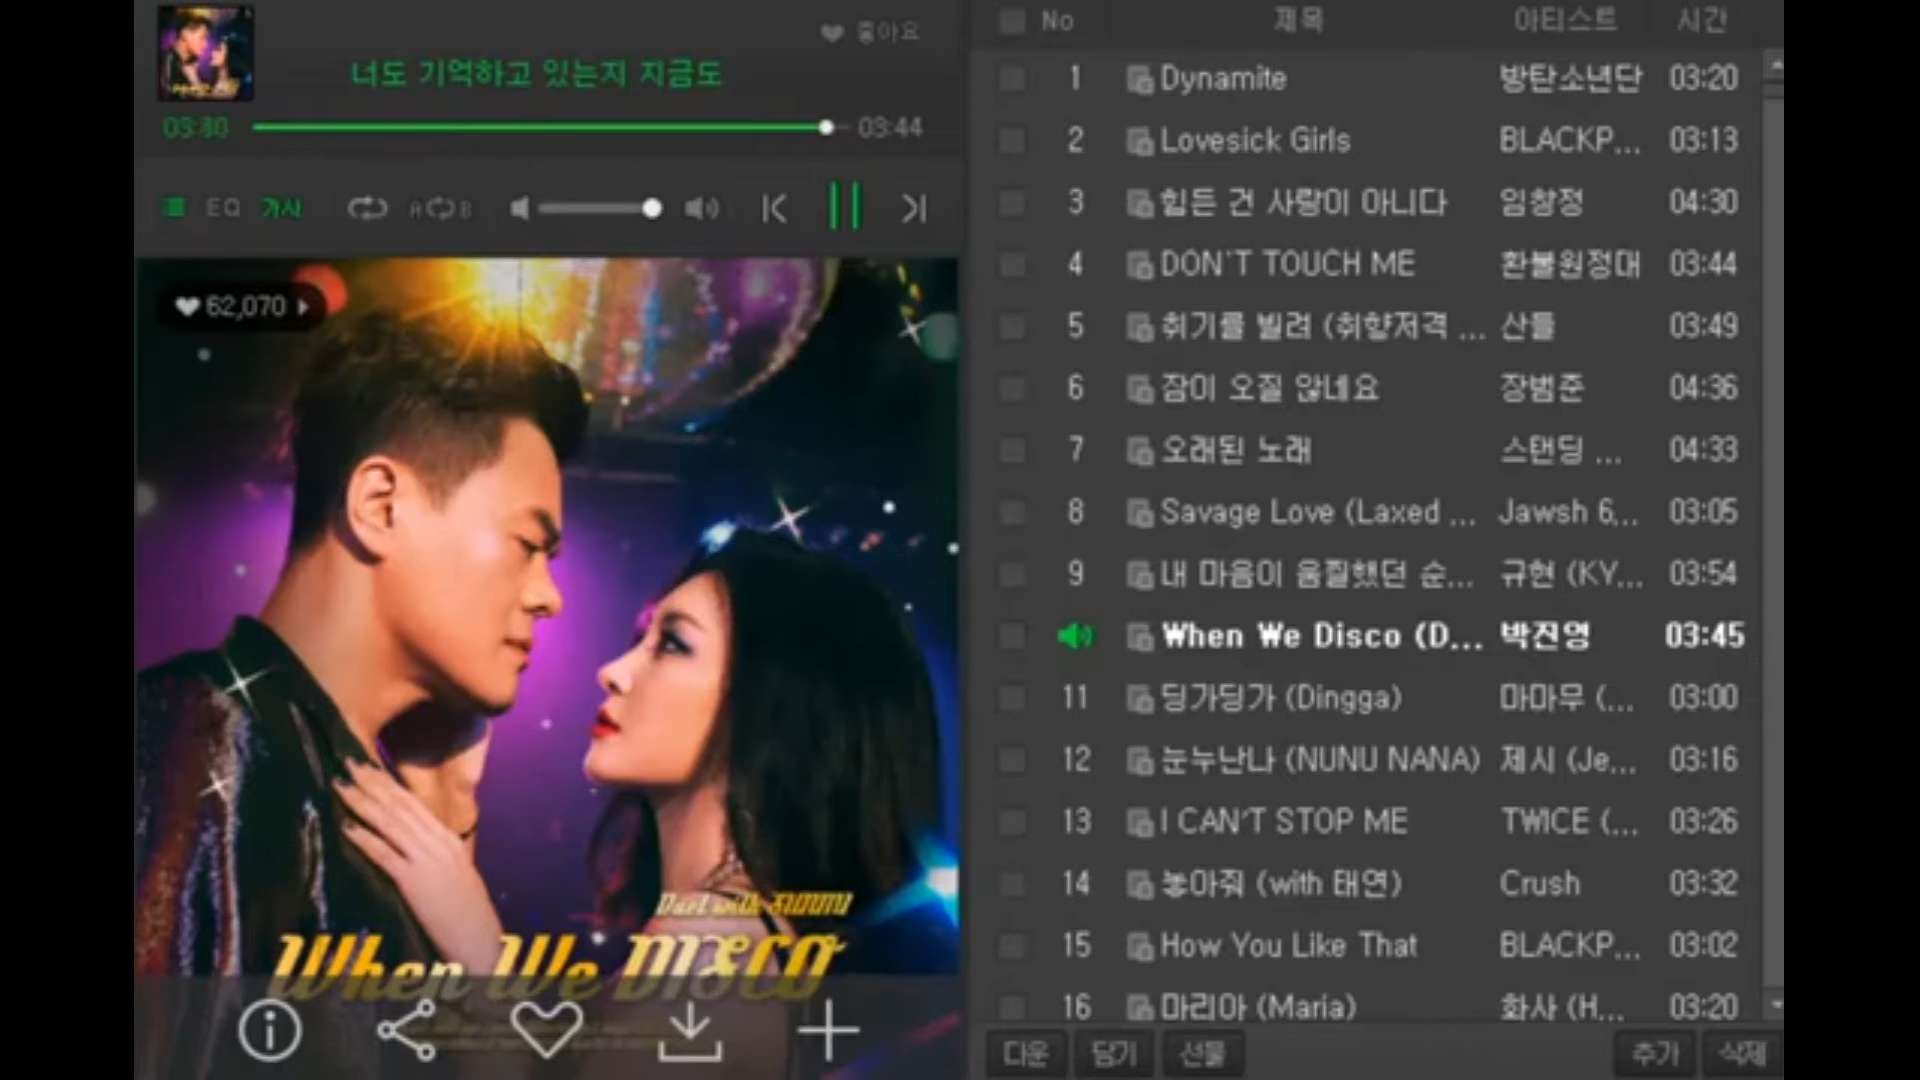 좋아요
너도 기억하고 있는지 지금도
03:44
EQ 가사 A B
62,070
Duet with
When We DISCO
No 제목 아티스트 시간
1 Dynamite 방탄소년단 03:20
2 Lovesick Girls BLACKP... 03:13
3 힘든 건 사랑이 아니다 임창정 04:30
4 DON'T TOUCH ME 환불원정대 03:44
5 취기를 빌려 (취향저격 ... 산들 03:49
6 잠이 오질 않네요 장범준 04:36
7 오래된 노래 스탠딩 ... 04:33
8 Savage Love (Laxed ... Jawsh 6... 03:05
9 내 마음이 움찔했던 순... 규현 (KY... 03:54
When We Disco (D... 박진영 03:45
11 딩가딩가 (Dingga) 마마무 (... 03:00
12 눈누난나 (NUNU NANA) 제시 (Je... 03:16
13 I CAN'T STOP ME TWICE (... 03:26
14 놓아줘 (with 태연) Crush 03:32
15 How You Like That BLACKP... 03:02
16 마리아 (Maria) 화사 (H... 03:20
다운 담기 선물 추가 삭제